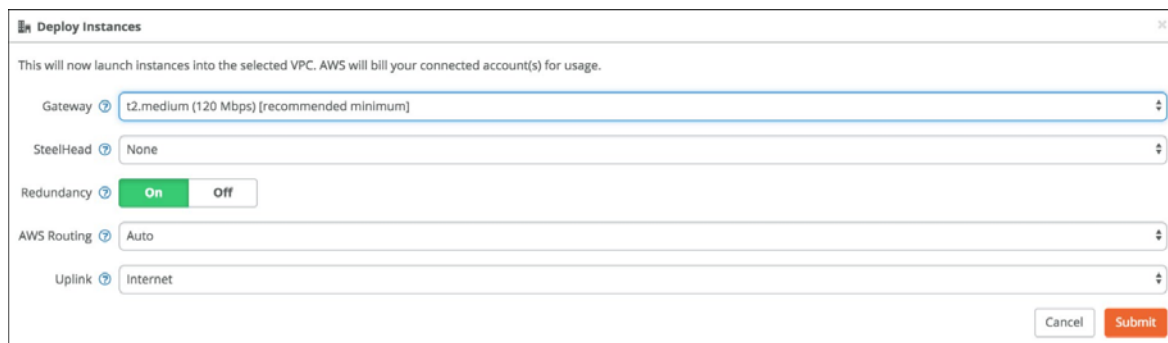 Deploy Instances
This will now launch instances into the selected VPC. AWS will bill your connected account(s) for usage.
Gateway t2.medium (120 Mbps) [recommended minimum]
SteelHead None
Redundancy On Off
AWS Routing Auto
Uplink Internet
Cancel Submit